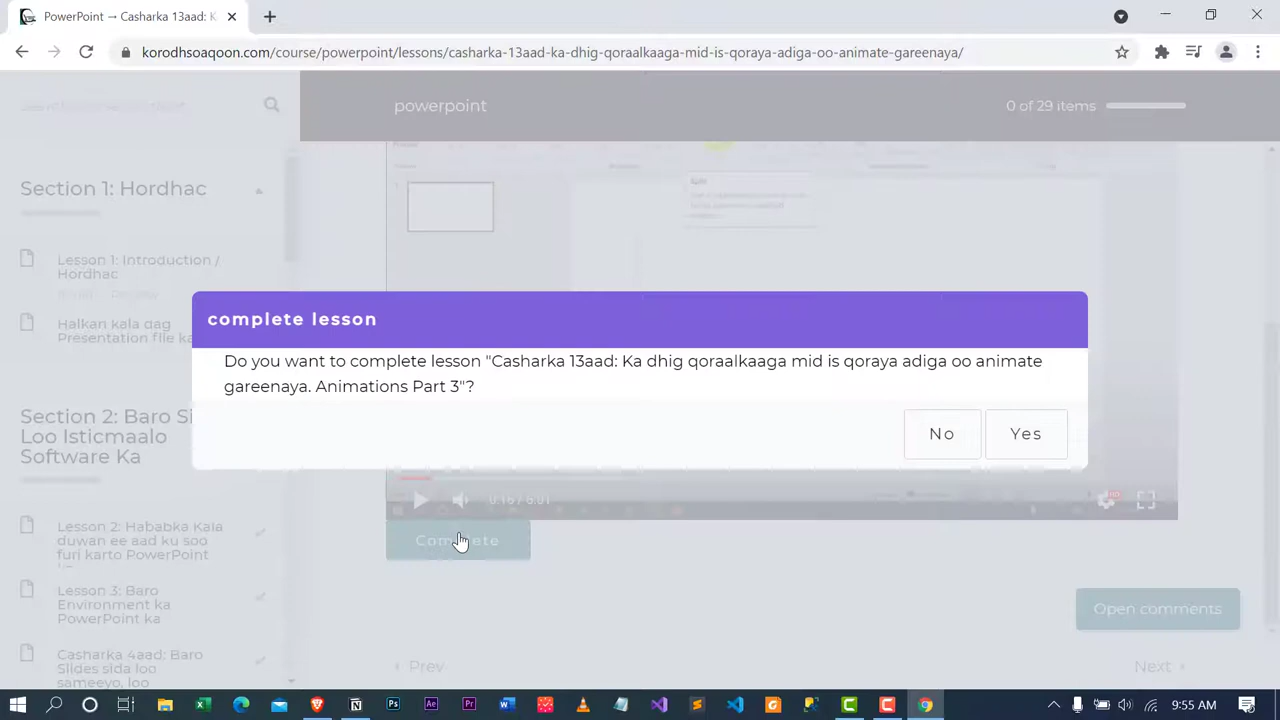 PowerPoint → Casharka 13aad: K
korodhsoaqoon.com/course/powerpoint/lessons/casharka-13aad-ka-dhig-qoraalkaaga-mid-is-qoraya-adiga-oo-animate-gareenaya/
powerpoint
0 of 29 items
Section 1: Hordhac
Lesson 1: Introduction /
Hordhac
Halkan kala dag
Presentation file ka
complete lesson
Do you want to complete lesson "Casharka 13aad: Ka dhig qoraalkaaga mid is qoraya adiga oo animate
gareenaya. Animations Part 3"?
No
Yes
Section 2: Baro Si
Loo Isticmaalo
Software Ka
Lesson 2: Hababka Kala
duwan ee aad ku soo
furi karto PowerPoint
Lesson 3: Baro
Environment ka
PowerPoint ka
Casharka 4aad: Baro
Slides sida loo
sameeyo, loo
Complete
Open comments
Prev
Next
9:55 AM